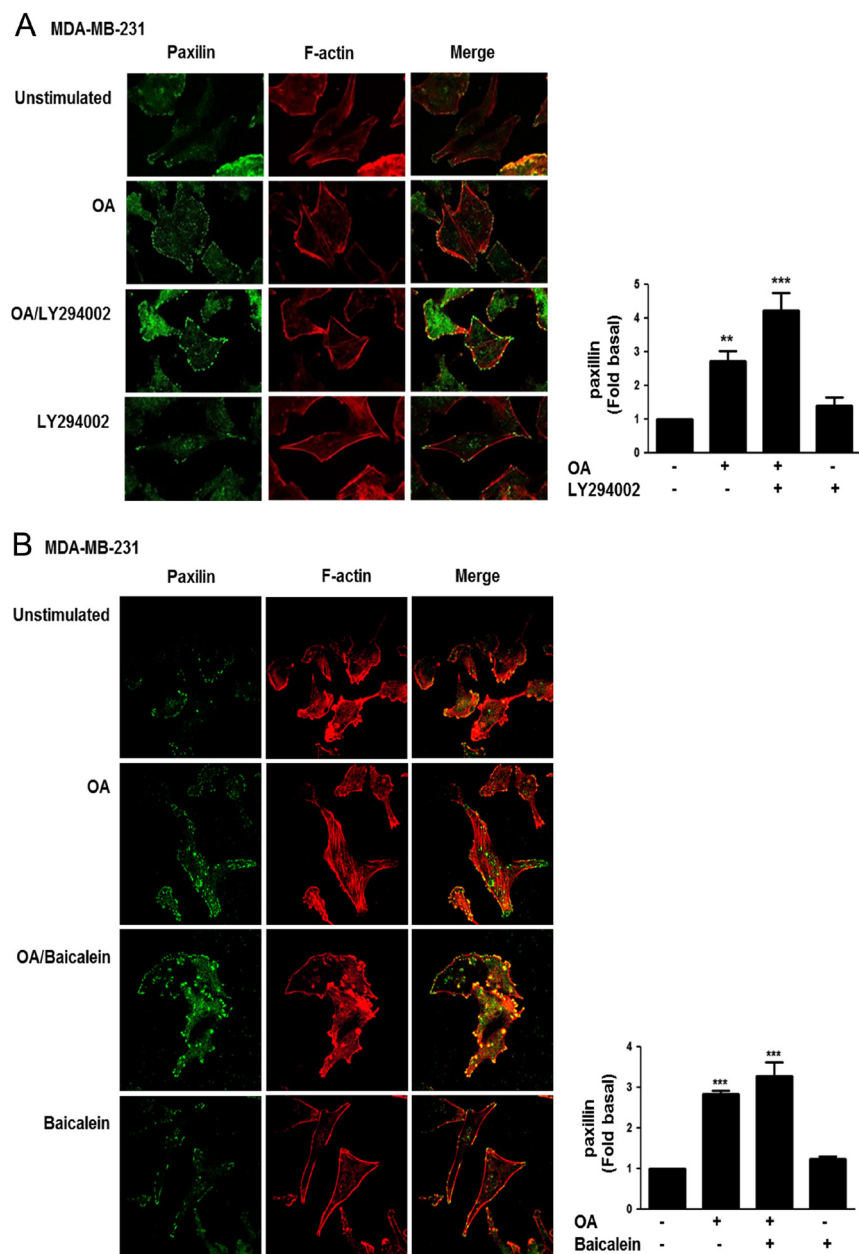 A MDA-MB-231
Paxilin F-actin Merge
Unstimulated
OA
OA/LY294002
LY294002
paxillin
(Fold basal)
5
4
3
2
1
0
**
***
OA - + + -
LY294002 - - + +
B MDA-MB-231
Paxilin F-actin Merge
Unstimulated
OA
OA/Baicalein
Baicalein
paxillin
(Fold basal)
4
3
2
1
0
***
***
OA - + + -
Baicalein - - + +